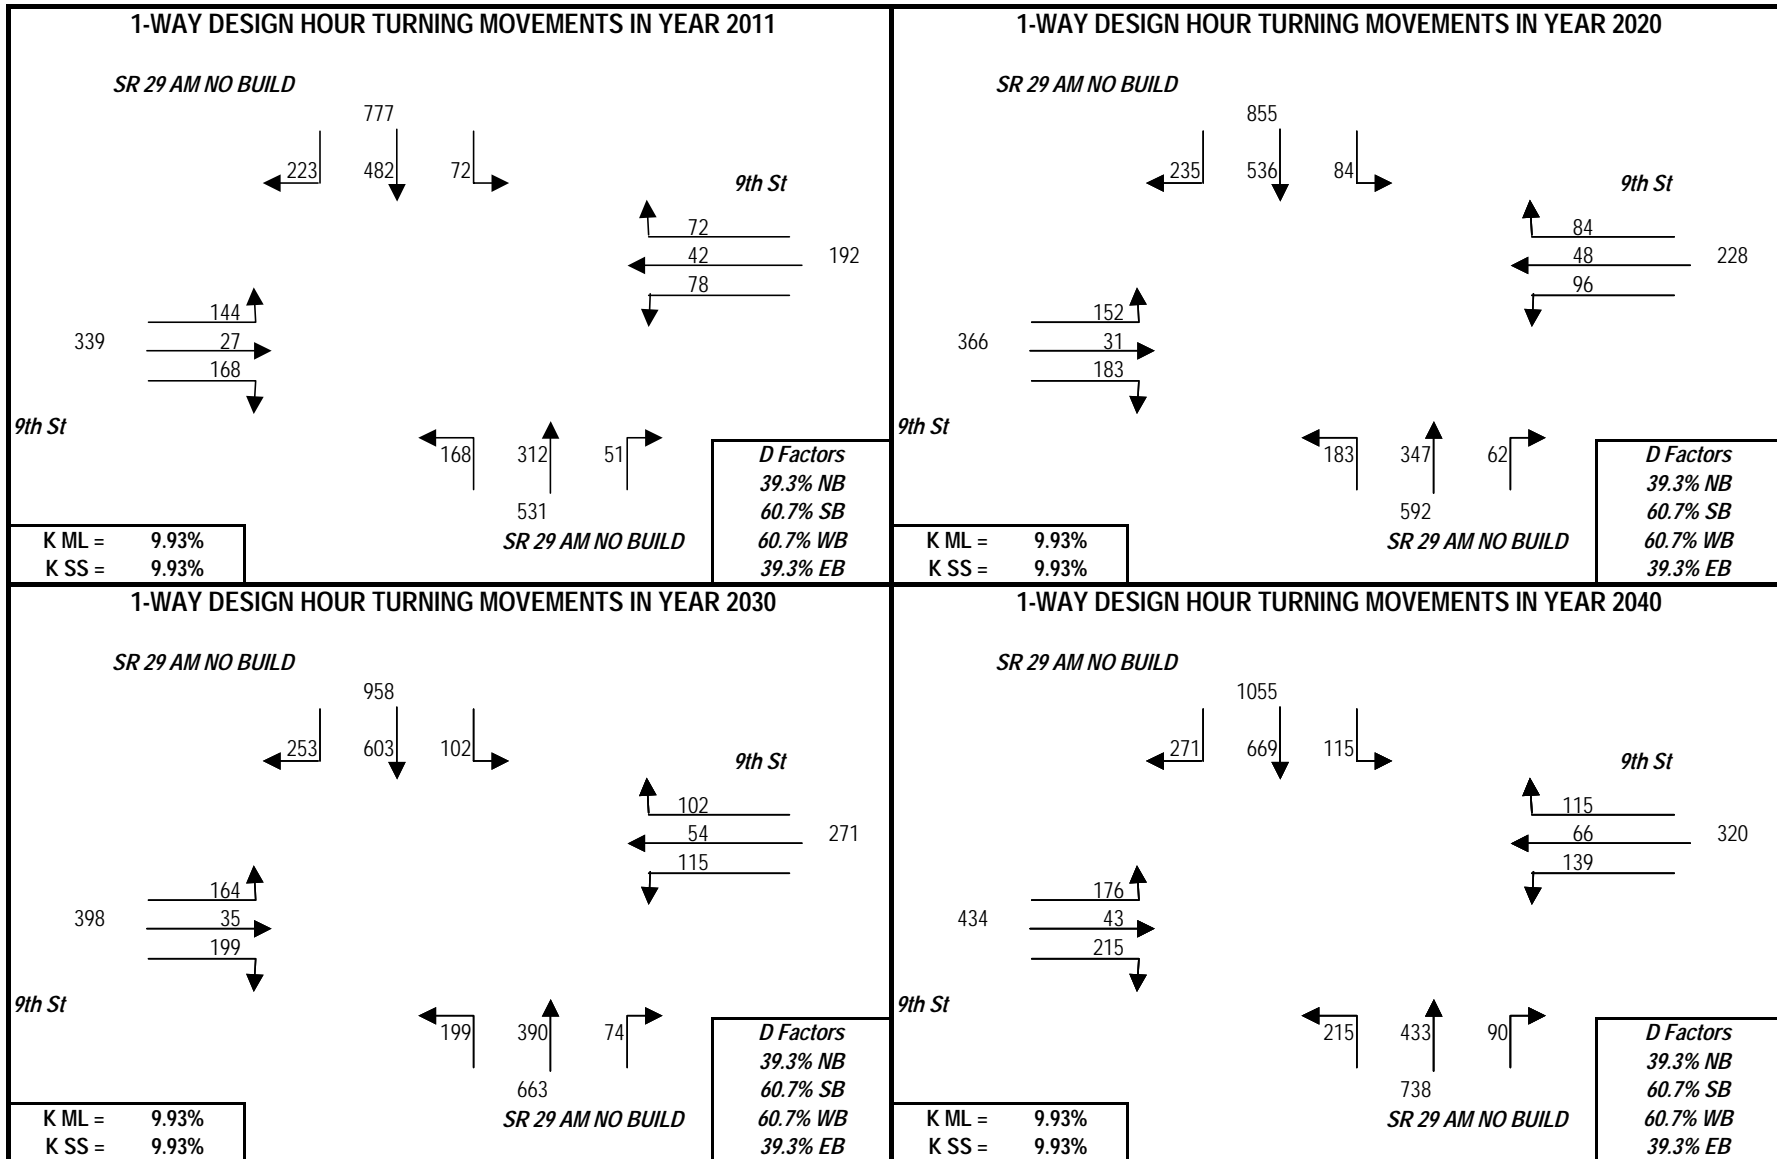 1-WAY DESIGN HOUR TURNING MOVEMENTS IN YEAR 2011
SR 29 AM NO BUILD
777
223 482 72
9th St
72
42 192
78
144
339 27
168
9th St
168 312 51
531
SR 29 AM NO BUILD
D Factors
39.3% NB
60.7% SB
60.7% WB
39.3% EB
K ML = 9.93%
K SS = 9.93%
1-WAY DESIGN HOUR TURNING MOVEMENTS IN YEAR 2020
SR 29 AM NO BUILD
855
235 536 84
9th St
84
48 228
96
152
366 31
183
9th St
183 347 62
592
SR 29 AM NO BUILD
D Factors
39.3% NB
60.7% SB
60.7% WB
39.3% EB
K ML = 9.93%
K SS = 9.93%
1-WAY DESIGN HOUR TURNING MOVEMENTS IN YEAR 2030
SR 29 AM NO BUILD
958
253 603 102
9th St
102
54 271
115
164
398 35
199
9th St
199 390 74
663
SR 29 AM NO BUILD
D Factors
39.3% NB
60.7% SB
60.7% WB
39.3% EB
K ML = 9.93%
K SS = 9.93%
1-WAY DESIGN HOUR TURNING MOVEMENTS IN YEAR 2040
SR 29 AM NO BUILD
1055
271 669 115
9th St
115
66 320
139
176
434 43
215
9th St
215 433 90
738
SR 29 AM NO BUILD
D Factors
39.3% NB
60.7% SB
60.7% WB
39.3% EB
K ML = 9.93%
K SS = 9.93%